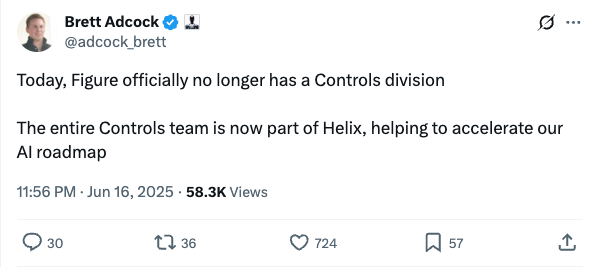 Brett Adcock
@adcock_brett
Today, Figure officially no longer has a Controls division
The entire Controls team is now part of Helix, helping to accelerate our
AI roadmap
11:56 PM · Jun 16, 2025 · 58.3K Views
30 36 724 57